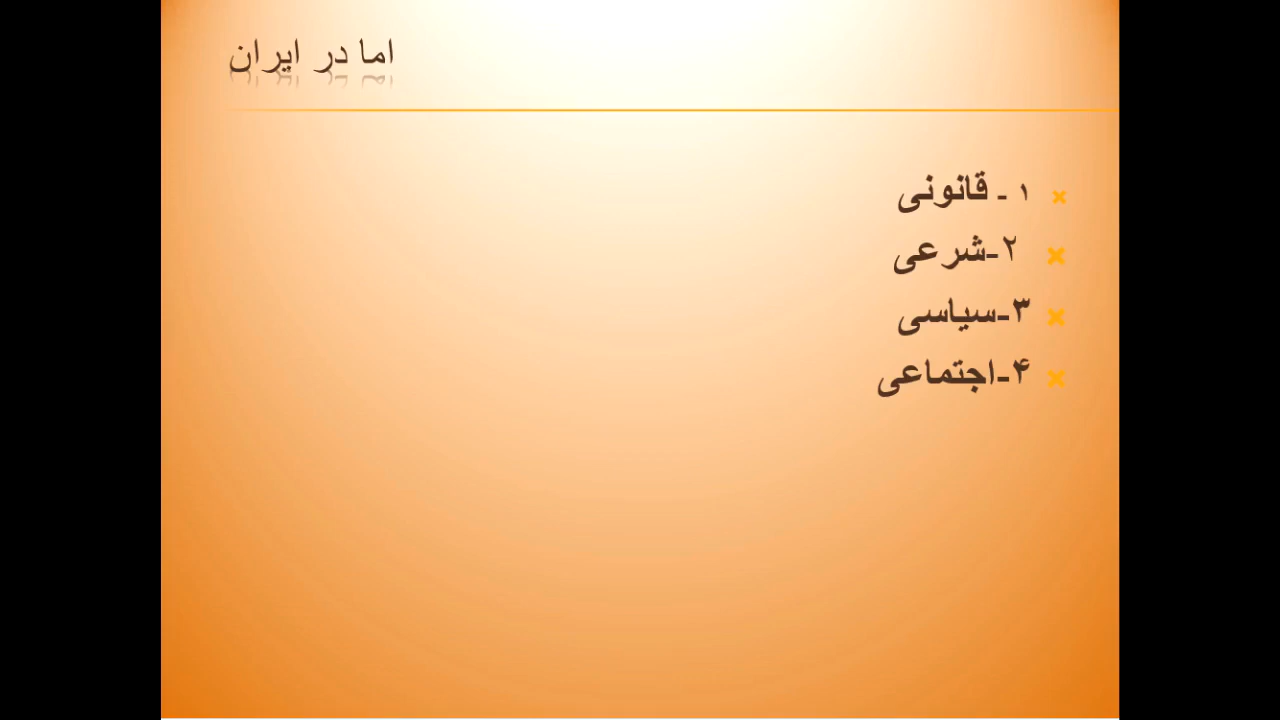 اما در ایران
۱ - قانونی
۲-شرعی
۳-سیاسی
۴-اجتماعی